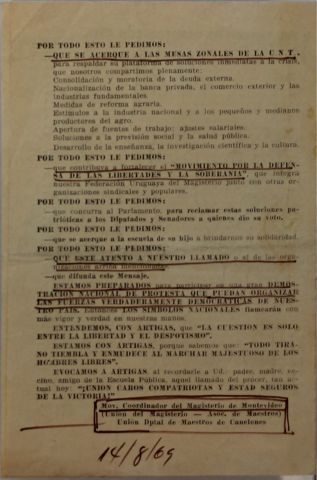 POR TODO ESTO LE PEDIMOS:
—QUE SE ACERQUE A LAS MESAS ZONALES DE LA C N T.
para respaldar su plataforma de soluciones inmediatas a la crisis,
que nosotros compartimos plenamente:
Consolidación y moratoria de la deuda externa.
Nacionalización de la banca privada, el comercio exterior y las
industrias fundamentales.
Medidas de reforma agraria.
Estímulos a la industria nacional y a los pequeños y medianos
productores del agro.
Apertura de fuentes de trabajo; ajustes salariales.
Soluciones a la previsión social y la salud pública.
Desarrollo de la enseñanza, la investigación científica y la cultura.
POR TODO ESTO LE PEDIMOS:
—que contribuya a fortalecer el "MOVIMIENTO POR LA DEFEN-
SA DE LAS LIBERTADES Y LA SOBERANIA", que integra
nuestra Federación Uruguaya del Magisterio junto con otras or-
ganizaciones sindicales y populares.
POR TODO ESTO LE PEDIMOS:
—que concurra al Parlamento, para reclamar esas soluciones pa-
trióticas a los Diputados y Senadores a quienes dio su voto.
POR TODO ESTO LE PEDIMOS:
—que se acerque a la escuela de su hijo a brindarnos su solidaridad.
POR TODO ESTO LE PEDIMOS:
—QUE ESTE ATENTO A NUESTRO LLAMADO o al de las orga-
—que difunda este Mensaje.
ESTAMOS PREPARADOS para participar en una gran DEMOS-
TRACION NACIONAL DE PROTESTA QUE PUEDAN ORGANIZAR
LAS FUERZAS VERDADERAMENTE DEMOCRATICAS DE NUES-
TRO PAIS. Entonces LOS SIMBOLOS NACIONALES flamearán con
más vigor y verdad en nuestras manos.
ENTENDEMOS, CON ARTIGAS, que "LA CUESTION ES SOLO
ENTRE LA LIBERTAD Y EL DESPOTISMO".
ESTAMOS CON ARTIGAS, porque sabemos que: "TODO TIRA-
NO TIEMBLA Y ENMUDECE AL MARCHAR MAJESTUOSO DE LOS
HOMBRES LIBRES".
EVOCAMOS A ARTIGAS al recordarle a Ud., padre, madre, ve-
cino, amigo de la Escuela Pública, aquel llamado del prócer, tan ac-
tual hoy: "¡UNION CAROS COMPATRIOTAS Y ESTAD SEGUROS
DE LA VICTORIA!"
Mov. Coordinador del Magisterio de Montevideo
(Unión del Magisterio — Asoc. de Maestros)
Unión Dptal de Maestros de Canelones
14/8/69